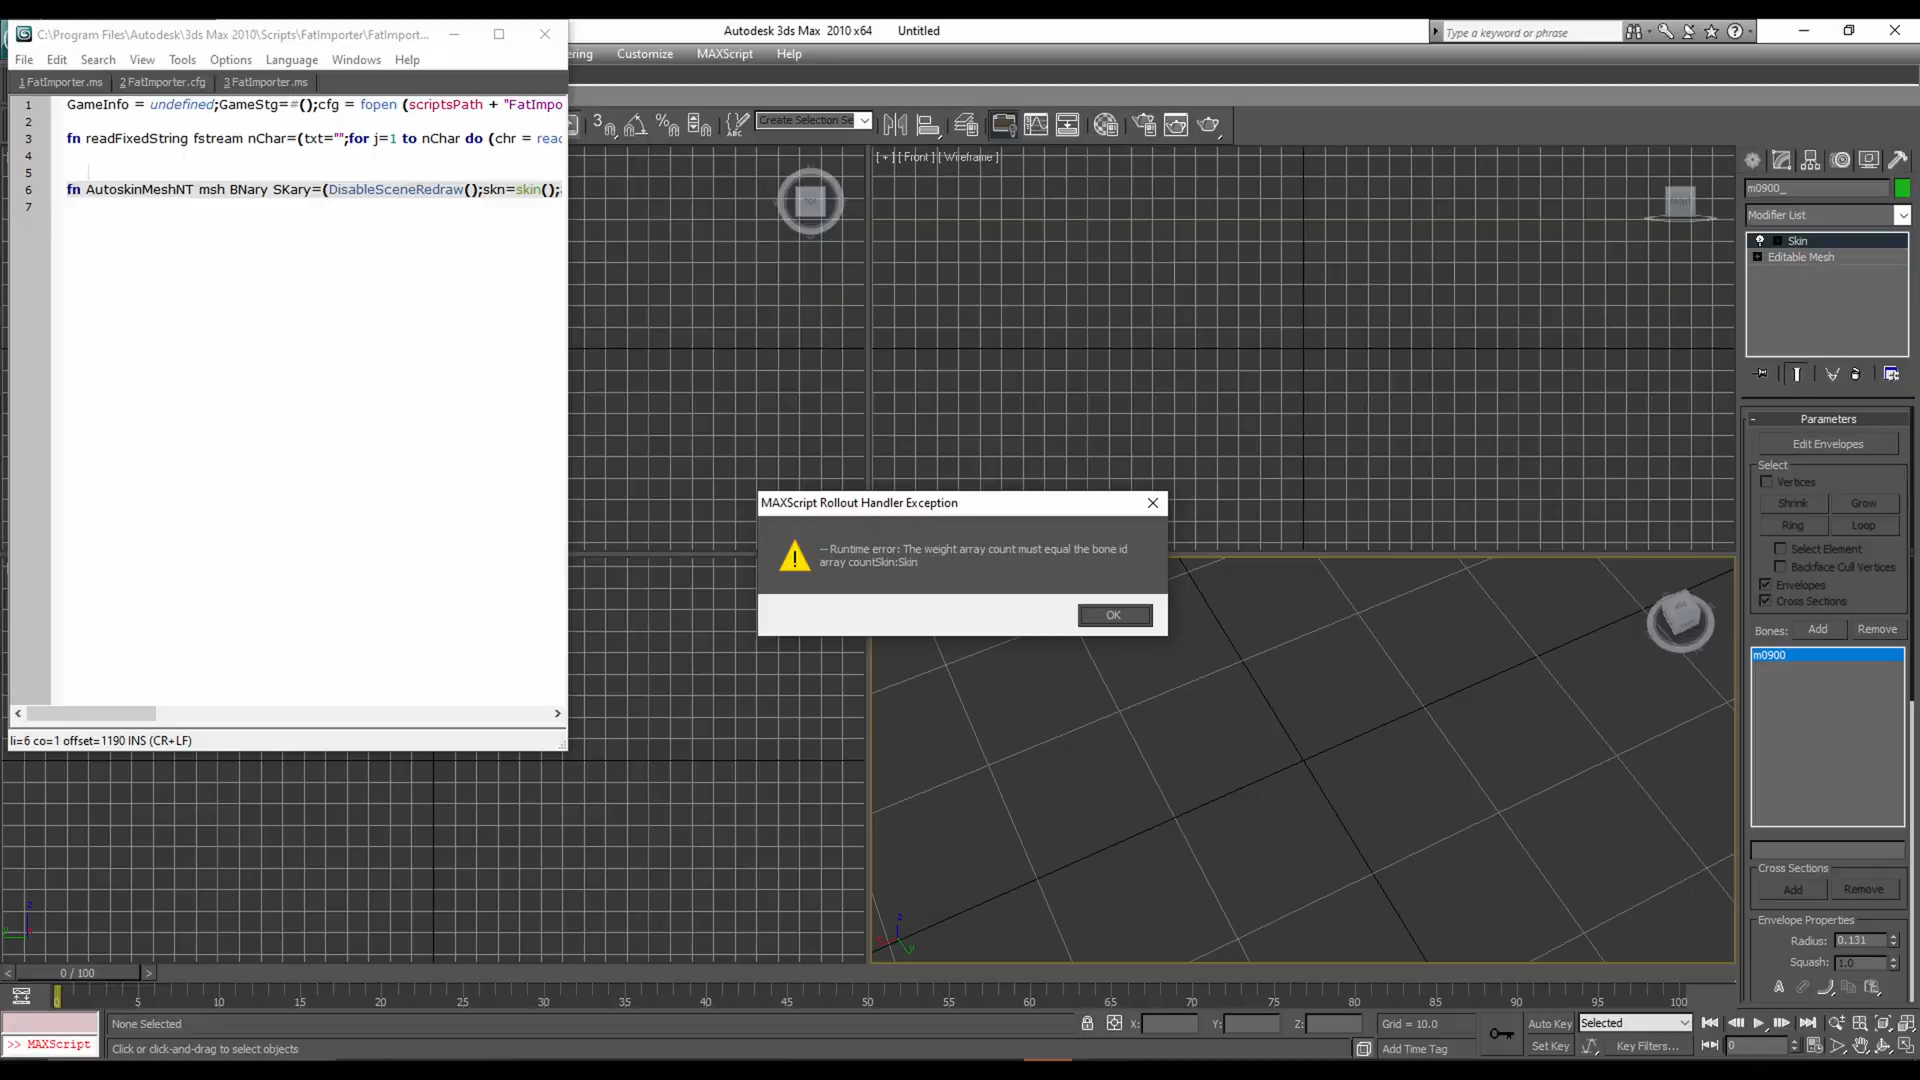 C:\Program Files\Autodesk\3ds Max 2010\Scripts\FatImporter\FatImport...
File Edit Search View Tools Options Language Windows Help
1 FatImporter.ms 2 FatImporter.cfg 3 FatImporter.ms
1 GameInfo = undefined;GameStg=#();cfg = fopen (scriptsPath + "FatImpo
2
3 fn readFixedString fstream nChar=(txt="";for j=1 to nChar do (chr = read
4
5
6 fn AutoskinMeshNT msh BNary SKary=(DisableSceneRedraw();skn=skin();
7
li=6 co=1 offset=1190 INS (CR+LF)
Autodesk 3ds Max 2010 x64 Untitled
Type a keyword or phrase
ering Customize MAXScript Help
3 % ABC Create Selection Se
[ + ] [ Front ] [ Wireframe ]
TOP
FRONT
m0900_
Modifier List
Skin
Editable Mesh
Parameters
Edit Envelopes
Select
Vertices
Shrink Grow
Ring Loop
Select Element
Backface Cull Vertices
Envelopes
Cross Sections
Bones: Add Remove
m0900
Cross Sections
Add Remove
Envelope Properties
Radius: 0.131
Squash: 1.0
MAXScript Rollout Handler Exception
-- Runtime error: The weight array count must equal the bone id
array countSkin:Skin
OK
z
z
x y
0 / 100
0 5 10 15 20 25 30 35 40 45 50 55 60 65 70 75 80 85 90 95 100
None Selected X: Y: Z: Grid = 10.0 Auto Key Selected
>> MAXScript Click or click-and-drag to select objects Add Time Tag Set Key Key Filters... 0